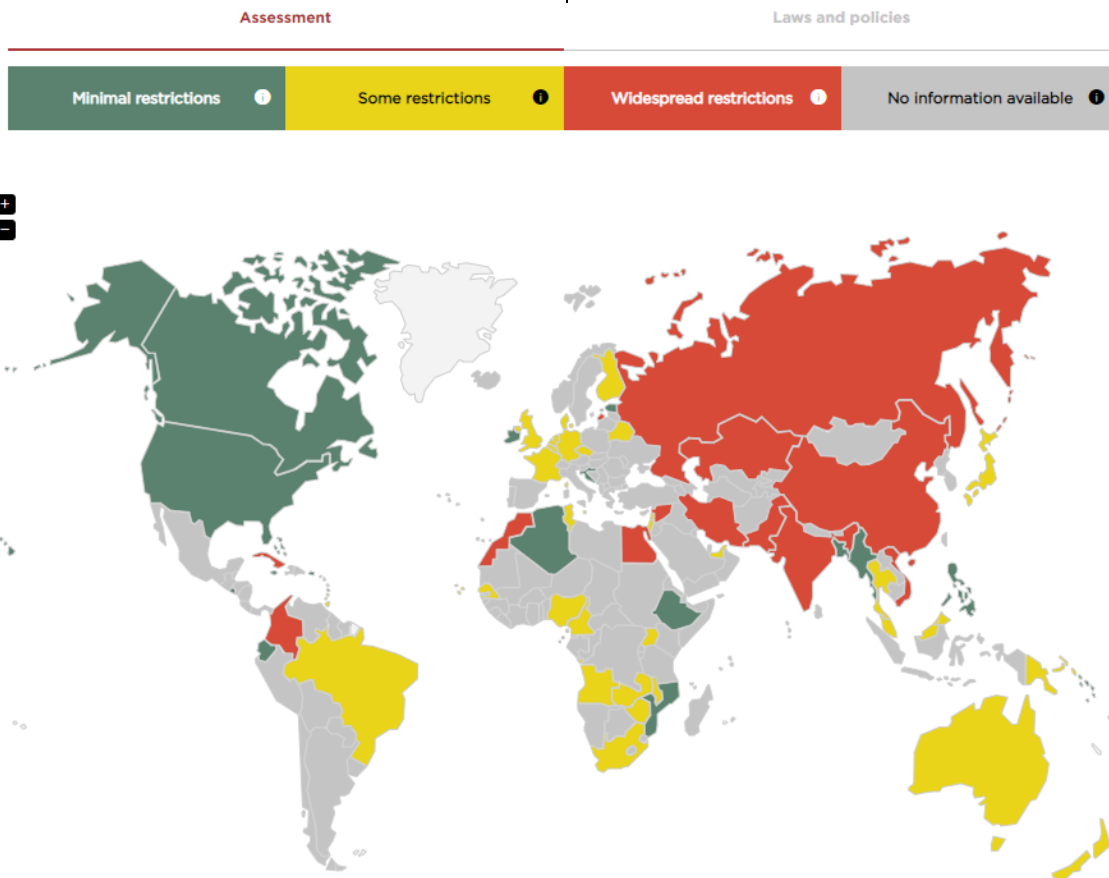 Assessment
Laws and policies
Minimal restrictions i
Some restrictions i
Widespread restrictions i
No information available i
+
−